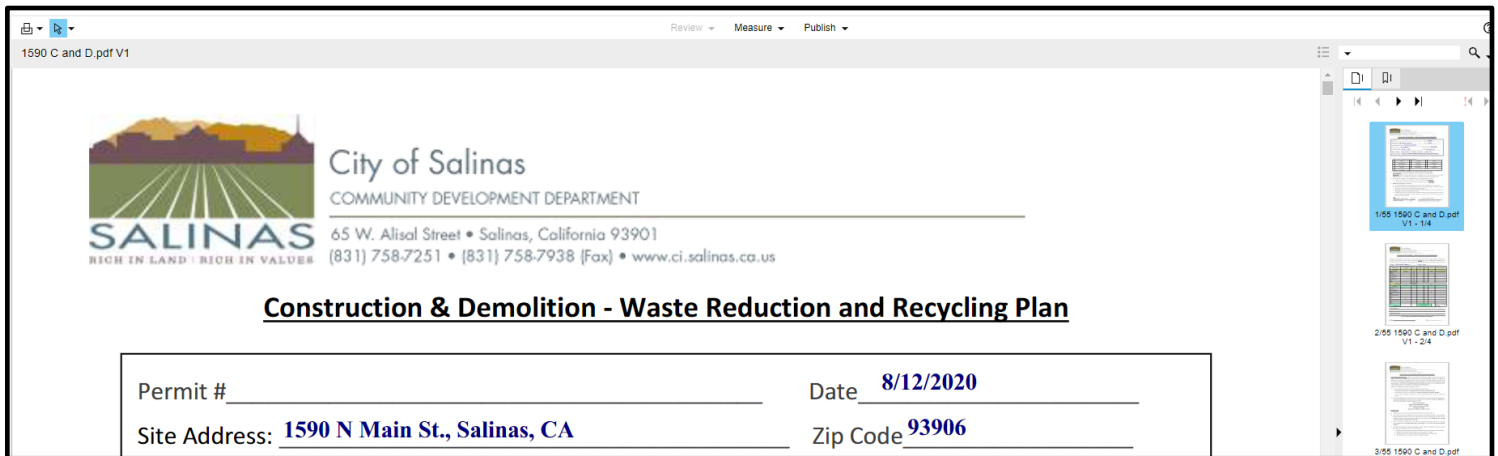 Review Measure Publish
1590 C and D.pdf V1
City of Salinas
COMMUNITY DEVELOPMENT DEPARTMENT
SALINAS
RICH IN LAND | RICH IN VALUES
65 W. Alisal Street • Salinas, California 93901
(831) 758-7251 • (831) 758-7938 (Fax) • www.ci.salinas.ca.us
Construction & Demolition - Waste Reduction and Recycling Plan
Permit #
Date 8/12/2020
Site Address: 1590 N Main St., Salinas, CA
Zip Code 93906
1/55 1590 C and D.pdf
V1 - 1/4
2/55 1590 C and D.pdf
V1 - 2/4
3/55 1590 C and D.pdf